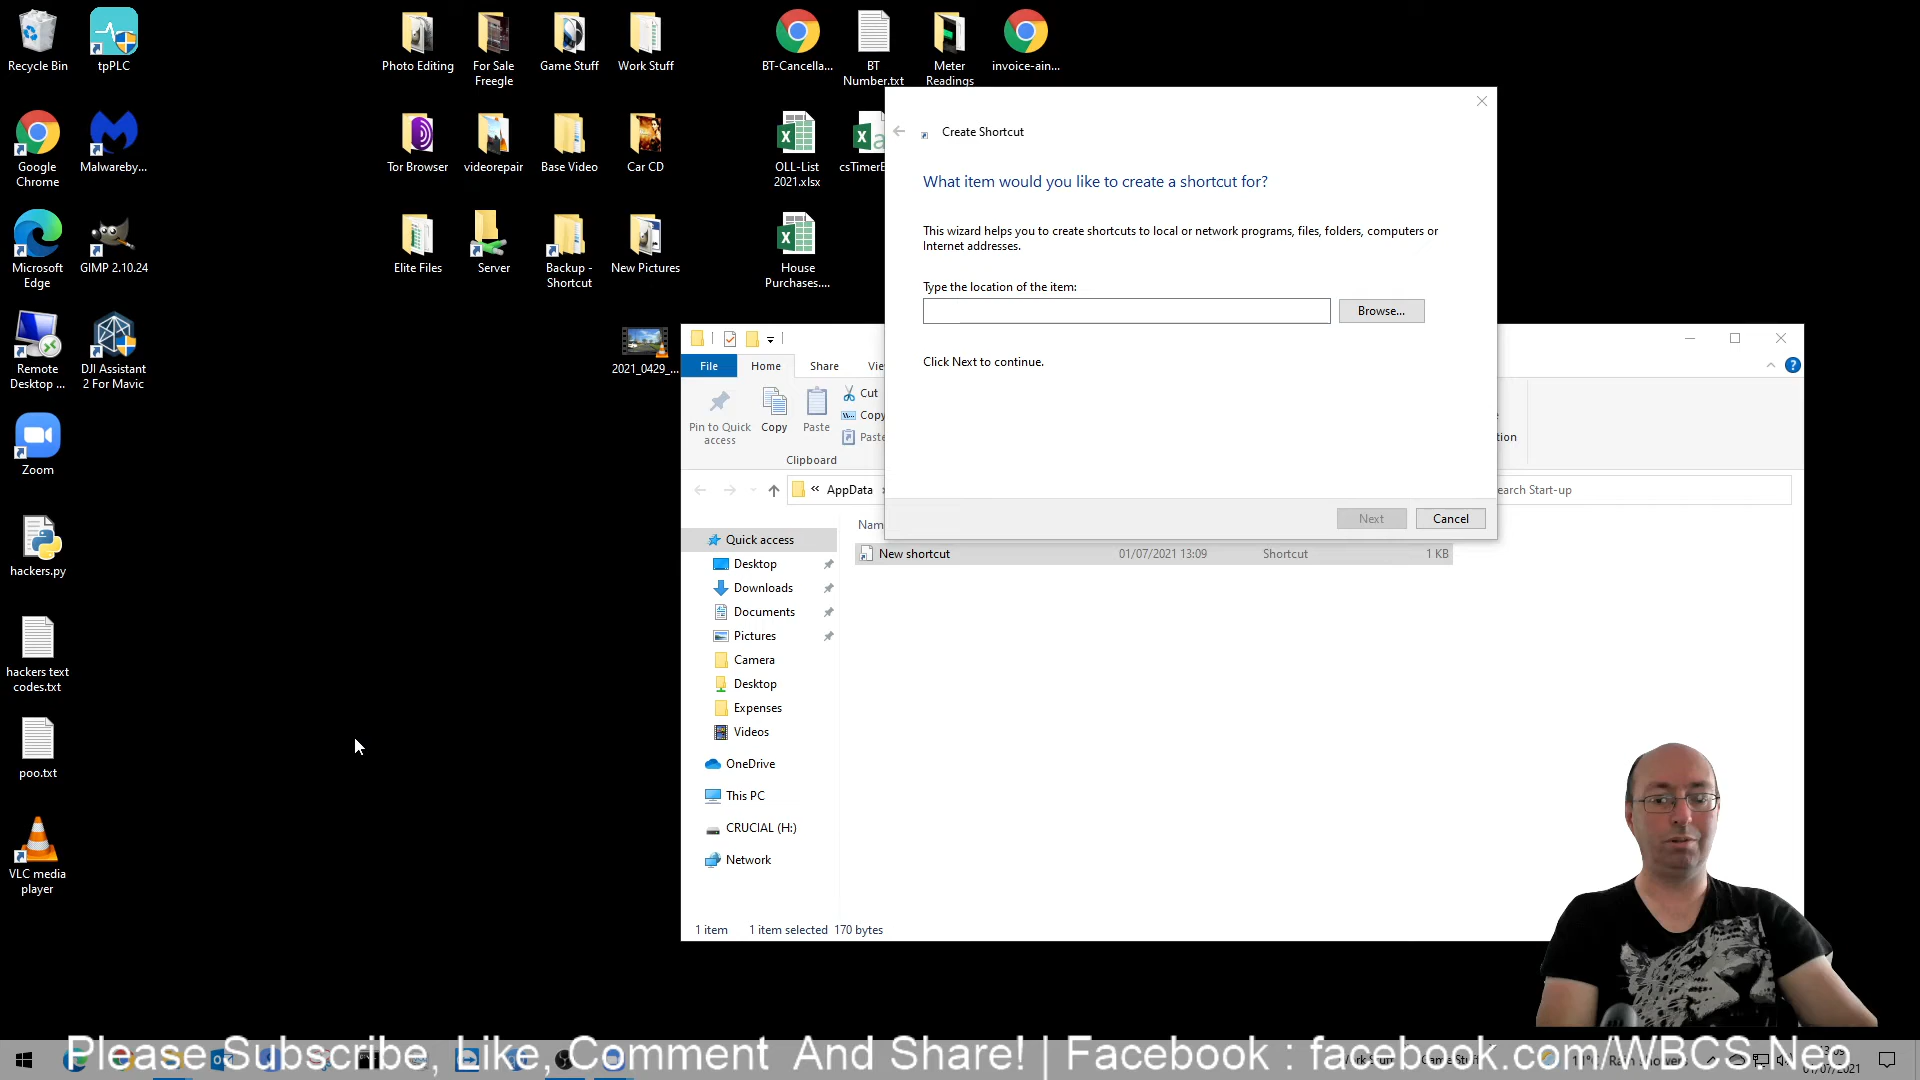 Recycle Bin
tpPLC
Photo Editing
For Sale
Freegle
Game Stuff
Work Stuff
BT-Cancella...
BT
Number.txt
Meter
Readings
invoice-ain...
Google
Chrome
Malwareby...
Tor Browser
videorepair
Base Video
Car CD
OLL-List
2021.xlsx
Microsoft
Edge
GIMP 2.10.24
Elite Files
Server
Backup -
Shortcut
New Pictures
House
Purchases....
Remote
Desktop ...
DJI Assistant
2 For Mavic
2021_0429_...
Zoom
hackers.py
hackers text
codes.txt
poo.txt
VLC media
player
Create Shortcut
What item would you like to create a shortcut for?
This wizard helps you to create shortcuts to local or network programs, files, folders, computers or
Internet addresses.
Type the location of the item:
Browse...
Click Next to continue.
Next
Cancel
File
Home
Share
Pin to Quick
access
Copy
Paste
Cut
Copy
Clipboard
« AppData
Start-up
New shortcut 01/07/2021 13:09 Shortcut 1 KB
Quick access
Desktop
Downloads
Documents
Pictures
Camera
Desktop
Expenses
Videos
OneDrive
This PC
CRUCIAL (H:)
Network
1 item 1 item selected 170 bytes
Please Subscribe, Like,Comment And Share! | Facebook : facebook.com/WBCS.Neo
01/07/2021